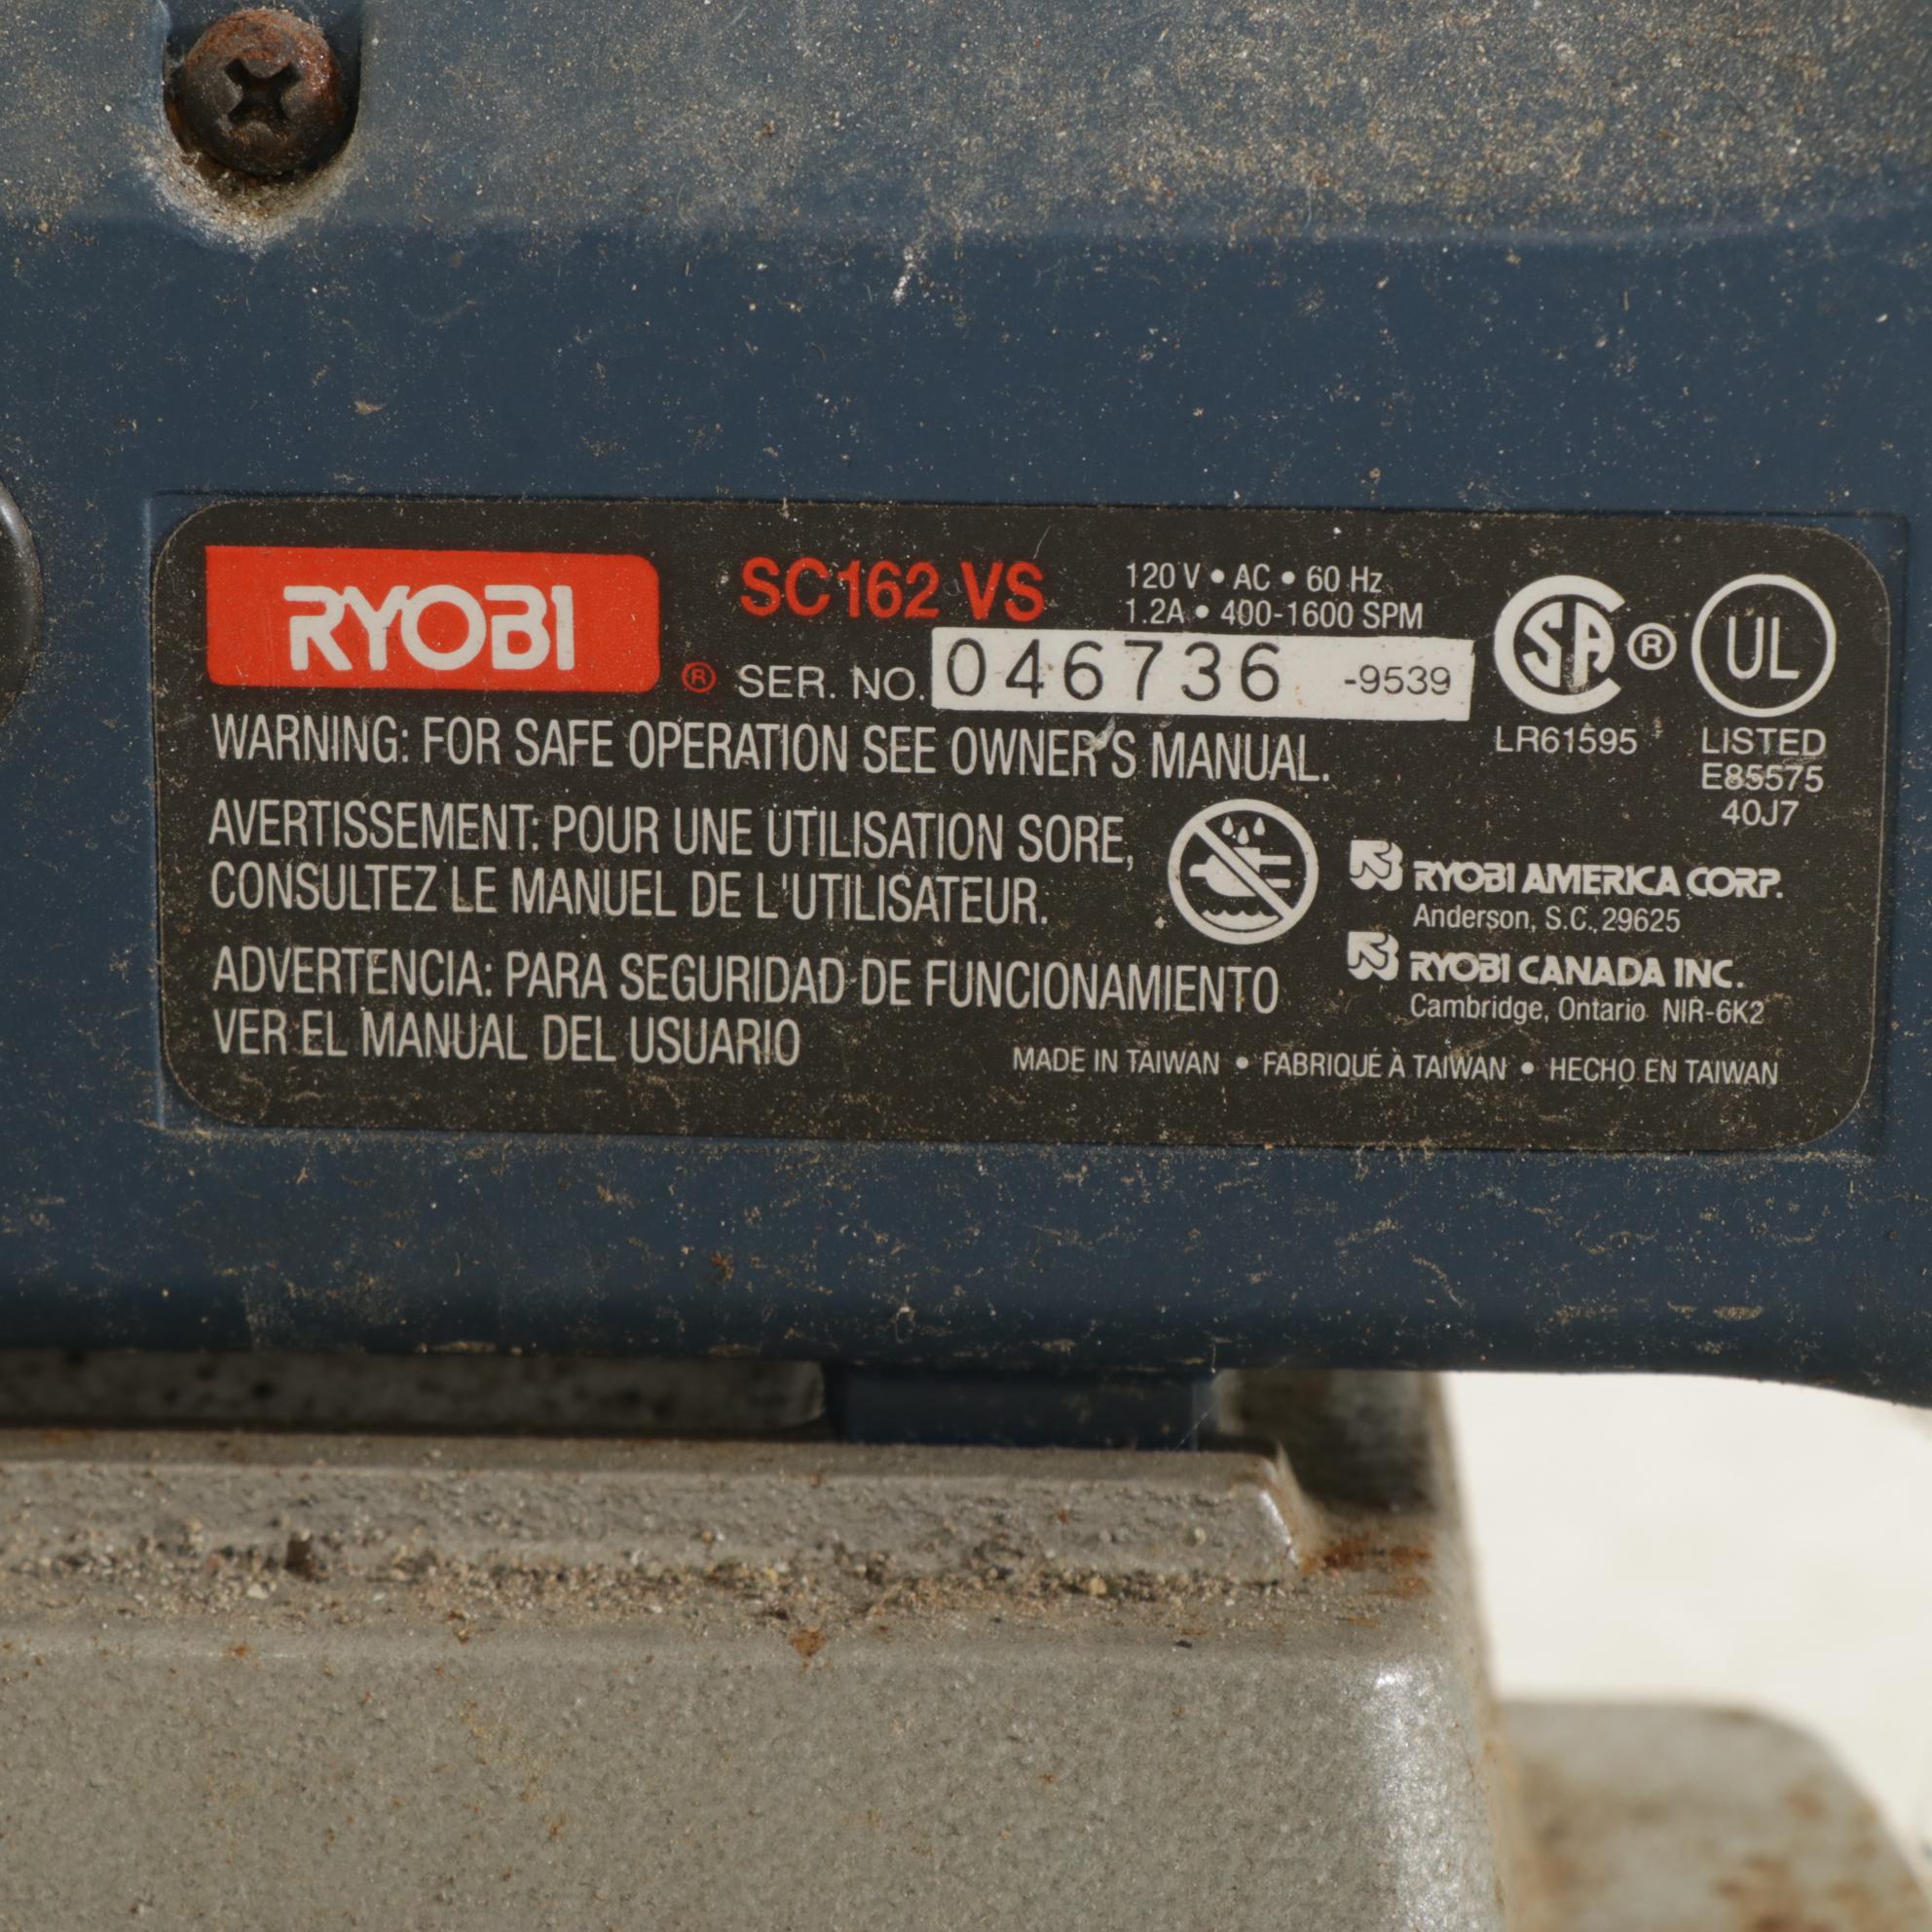 RYOBI ®
SC162 VS
120 V • AC • 60 Hz
1.2A • 400-1600 SPM
SER. NO. 046736 -9539
SA ® UL
LR61595
LISTED
E85575
40J7
WARNING: FOR SAFE OPERATION SEE OWNER'S MANUAL.
AVERTISSEMENT: POUR UNE UTILISATION SORE,
CONSULTEZ LE MANUEL DE L'UTILISATEUR.
ADVERTENCIA: PARA SEGURIDAD DE FUNCIONAMIENTO
VER EL MANUAL DEL USUARIO
RYOBI AMERICA CORP.
Anderson, S.C. 29625
RYOBI CANADA INC.
Cambridge, Ontario NIR-6K2
MADE IN TAIWAN • FABRIQUÉ À TAIWAN • HECHO EN TAIWAN